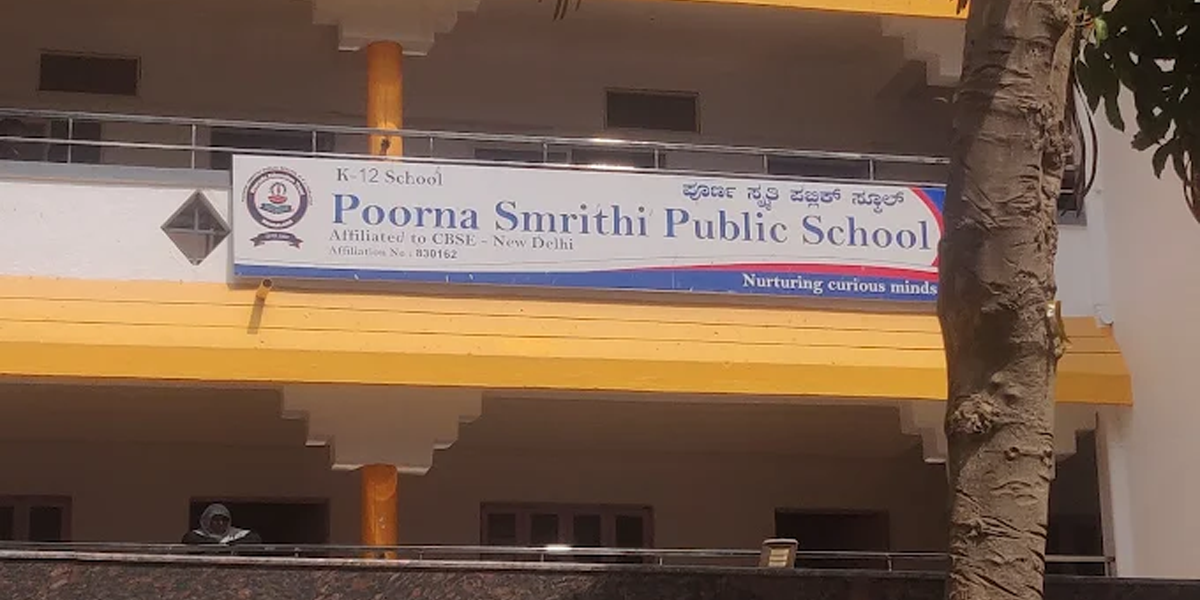 K-12 School
ಪೂರ್ಣ ಸ್ಮೃತಿ ಪಬ್ಲಿಕ್ ಸ್ಕೂಲ್
Poorna Smrithi Public School
Affiliated to CBSE - New Delhi
Affiliation No : 830162
Nurturing curious minds